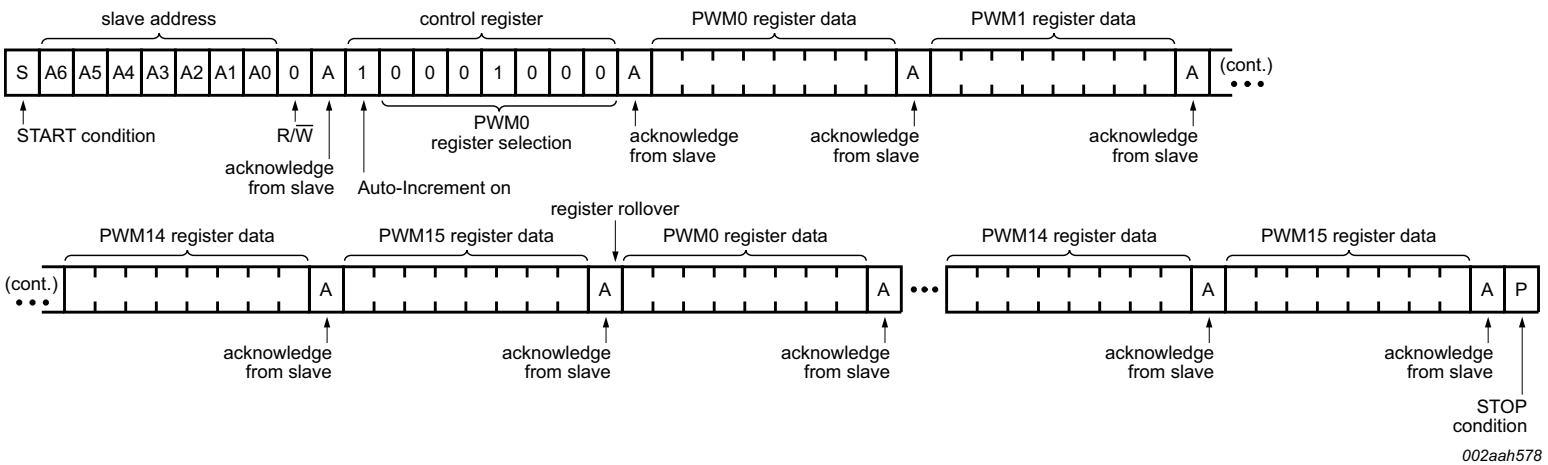 slave address control register PWM0 register data PWM1 register data
S A6 A5 A4 A3 A2 A1 A0 0 A 1 0 0 0 1 0 0 0 A A A (cont.)
START condition R/W̅ PWM0 register selection acknowledge from slave acknowledge from slave acknowledge from slave
acknowledge from slave Auto-Increment on
register rollover
PWM14 register data PWM15 register data PWM0 register data PWM14 register data PWM15 register data
(cont.) A A A A A P
acknowledge from slave acknowledge from slave acknowledge from slave acknowledge from slave acknowledge from slave
STOP condition
002aah578